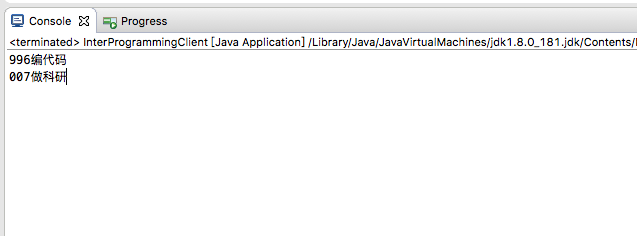 Console Progress
<terminated> InterProgrammingClient [Java Application] /Library/Java/JavaVirtualMachines/jdk1.8.0_181.jdk/Contents/
996编代码
007做科研